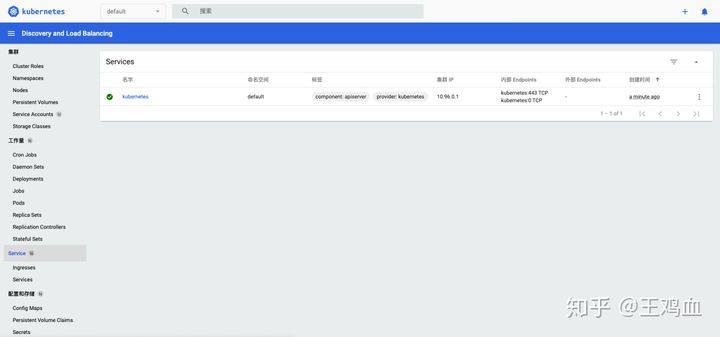 kubernetes
default
搜索
Discovery and Load Balancing
集群
Cluster Roles
Namespaces
Nodes
Persistent Volumes
Service Accounts N
Storage Classes
工作量 N
Cron Jobs
Daemon Sets
Deployments
Jobs
Pods
Replica Sets
Replication Controllers
Stateful Sets
Service N
Ingresses
Services
配置和存储 N
Config Maps
Persistent Volume Claims
Secrets
Services
名字 命名空间 标签 集群 IP 内部 Endpoints 外部 Endpoints 创建时间
kubernetes default component: apiserver provider: kubernetes 10.96.0.1 kubernetes:443 TCP - a minute ago
kubernetes:0 TCP
1 – 1 of 1
知乎 @王鸡血